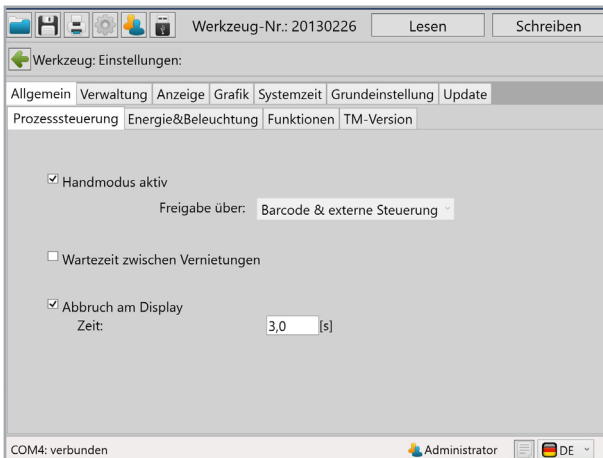 Werkzeug-Nr.: 20130226 Lesen Schreiben
Werkzeug: Einstellungen:
Allgemein Verwaltung Anzeige Grafik Systemzeit Grundeinstellung Update
Prozesssteuerung Energie&Beleuchtung Funktionen TM-Version
Handmodus aktiv
Freigabe über: Barcode & externe Steuerung
Wartezeit zwischen Vernietungen
Abbruch am Display
Zeit: 3,0 [s]
COM4: verbunden Administrator DE